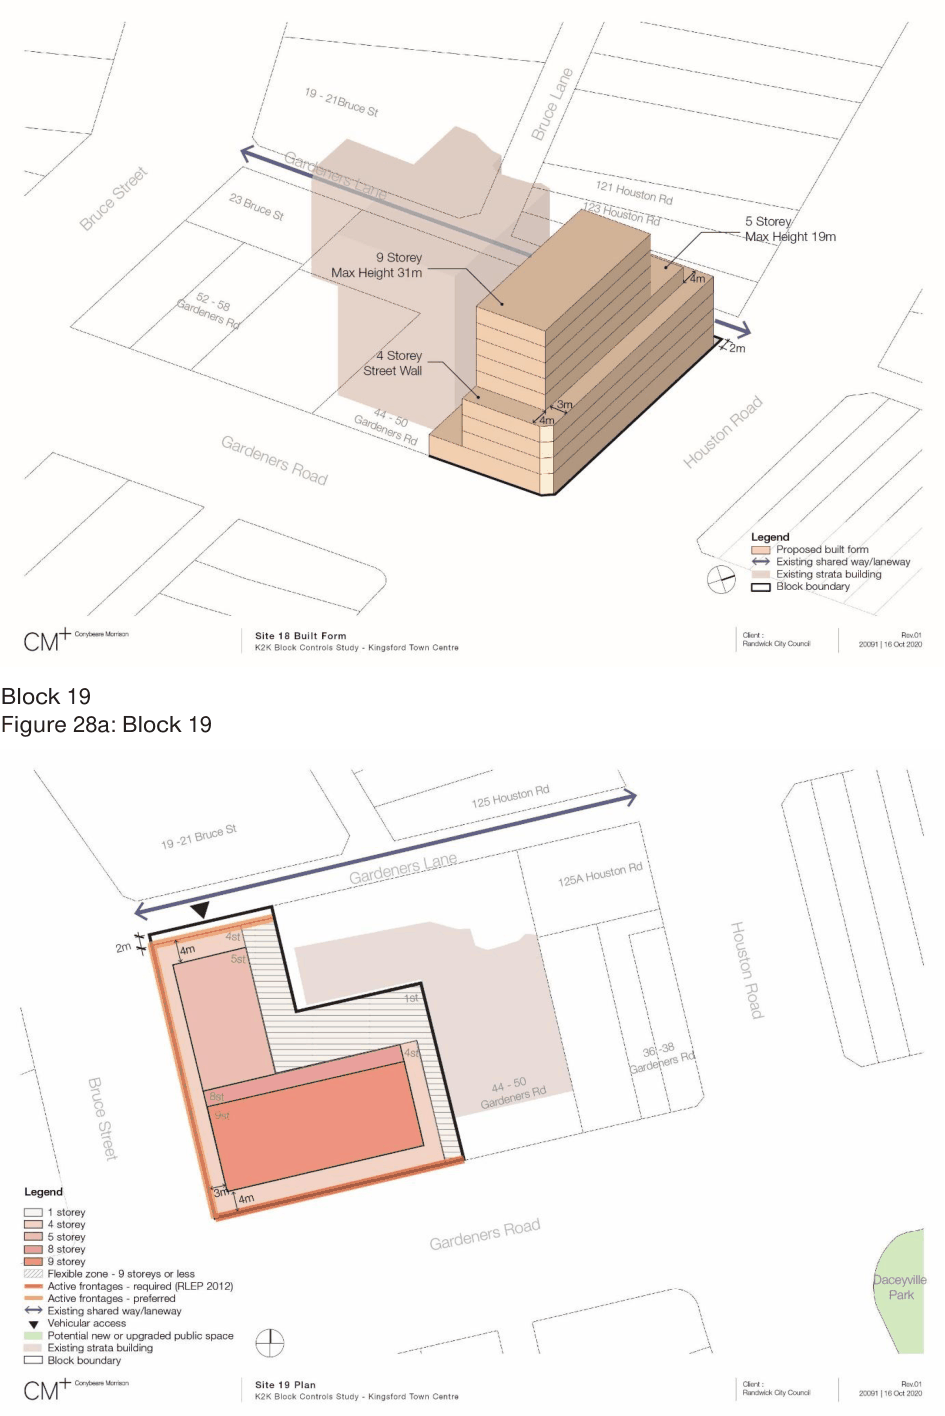 19 - 21Bruce St
Bruce Lane
Gardeners Lane
Bruce Street
23 Bruce St
121 Houston Rd
123 Houston Rd
5 Storey
Max Height 19m
9 Storey
Max Height 31m
4m
52 - 58
Gardeners Rd
2m
4 Storey
Street Wall
3m
4m
44 - 50
Gardeners Rd
Houston Road
Gardeners Road
Legend
Proposed built form
Existing shared way/laneway
Existing strata building
Block boundary
CM+ Conybeare Morrison
Site 18 Built Form
K2K Block Controls Study - Kingsford Town Centre
Client :
Randwick City Council
Rev.01
20091 | 16 Oct 2020
Block 19
Figure 28a: Block 19
125 Houston Rd
19 -21 Bruce St
Gardeners Lane
125A Houston Rd
2m
4m
4st
5st
1st
Houston Road
4st
36 -38
Gardeners Rd
44 - 50
Gardeners Rd
8st
9st
Bruce Street
3m
4m
Gardeners Road
Daceyville
Park
Legend
1 storey
4 storey
5 storey
8 storey
9 storey
Flexible zone - 9 storeys or less
Active frontages - required (RLEP 2012)
Active frontages - preferred
Existing shared way/laneway
Vehicular access
Potential new or upgraded public space
Existing strata building
Block boundary
CM+ Conybeare Morrison
Site 19 Plan
K2K Block Controls Study - Kingsford Town Centre
Client :
Randwick City Council
Rev.01
20091 | 16 Oct 2020